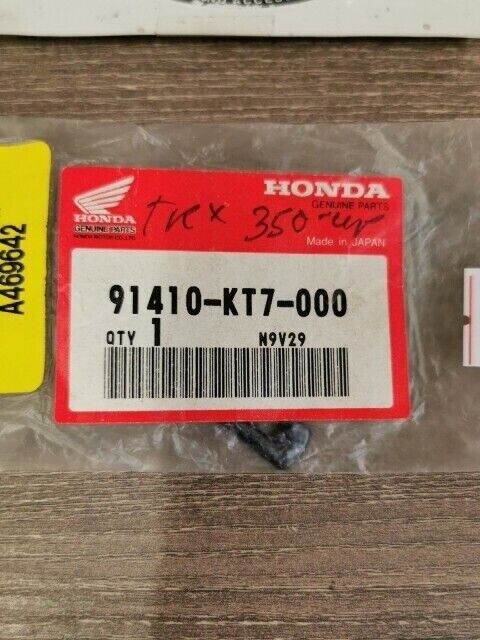 A469642
HONDA
GENUINE PARTS
HONDA MOTOR CO., LTD.
HONDA
GENUINE PARTS
Made in JAPAN
trx 350
91410-KT7-000
QTY 1 N9V29